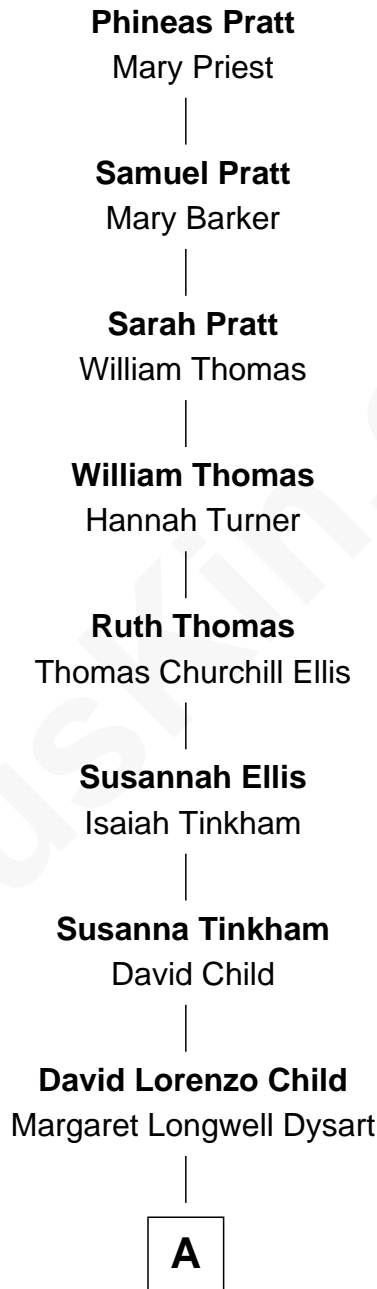 Phineas Pratt
Mary Priest
Samuel Pratt
Mary Barker
Sarah Pratt
William Thomas
William Thomas
Hannah Turner
Ruth Thomas
Thomas Churchill Ellis
Susannah Ellis
Isaiah Tinkham
Susanna Tinkham
David Child
David Lorenzo Child
Margaret Longwell Dysart
A